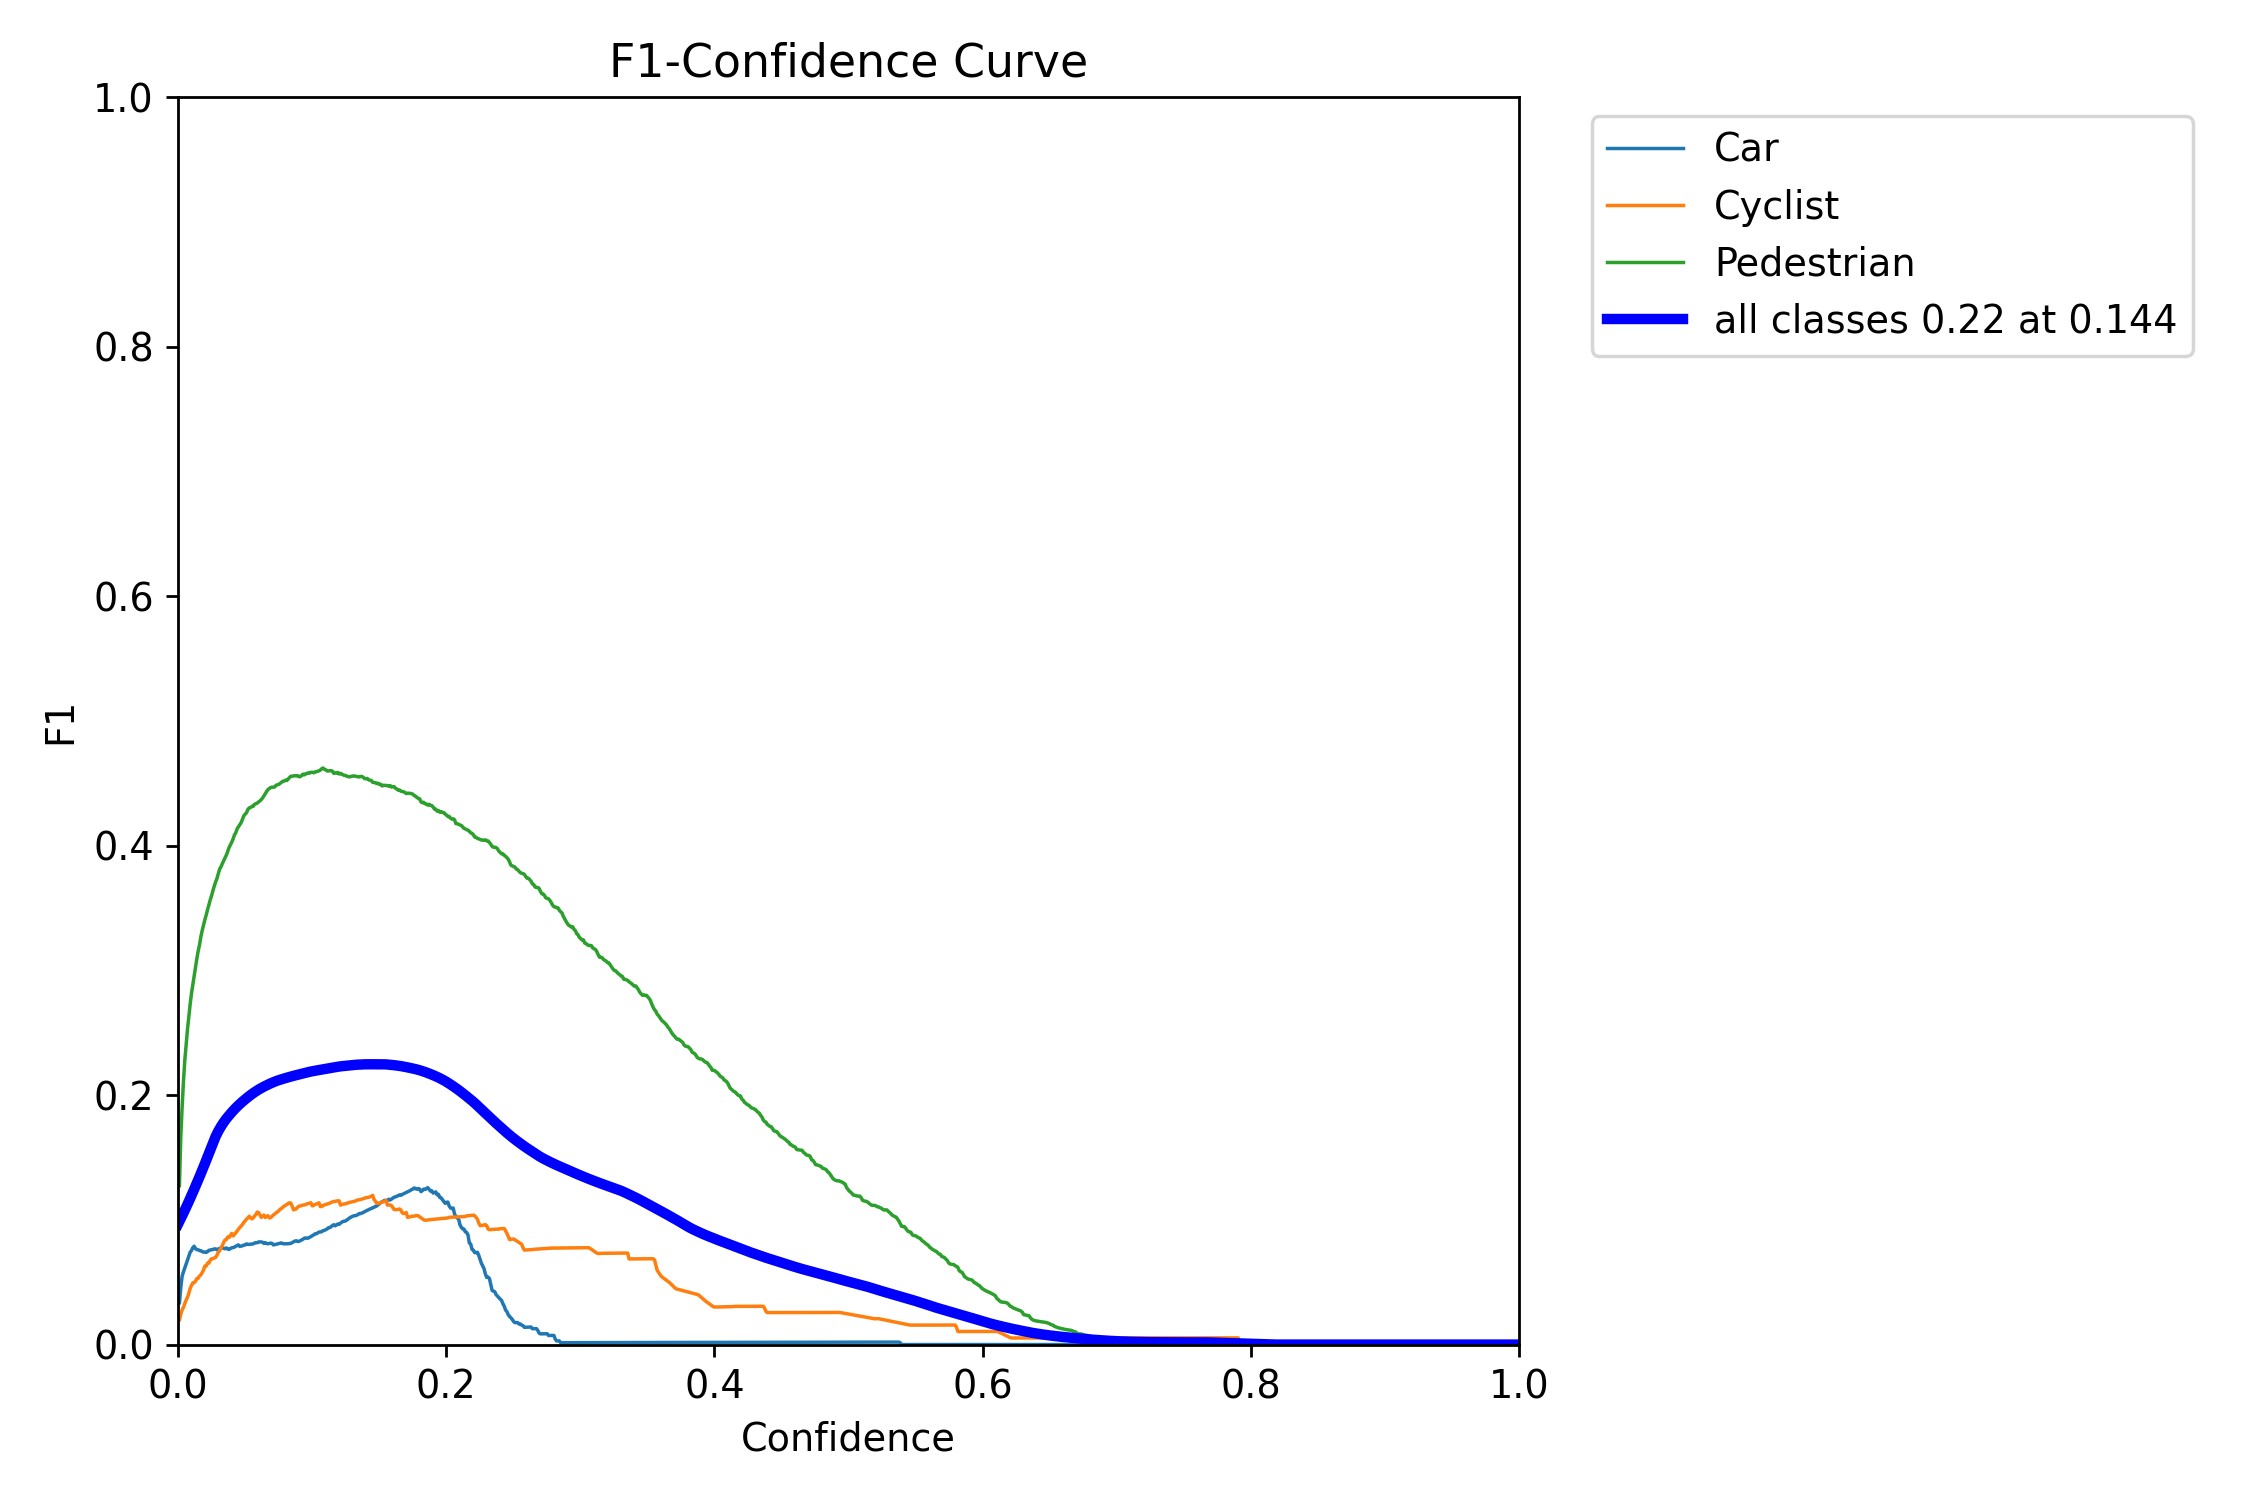 F1-Confidence Curve
1.0
0.8
0.6
0.4
0.2
0.0
F1
0.0 0.2 0.4 0.6 0.8 1.0
Confidence
Car
Cyclist
Pedestrian
all classes 0.22 at 0.144